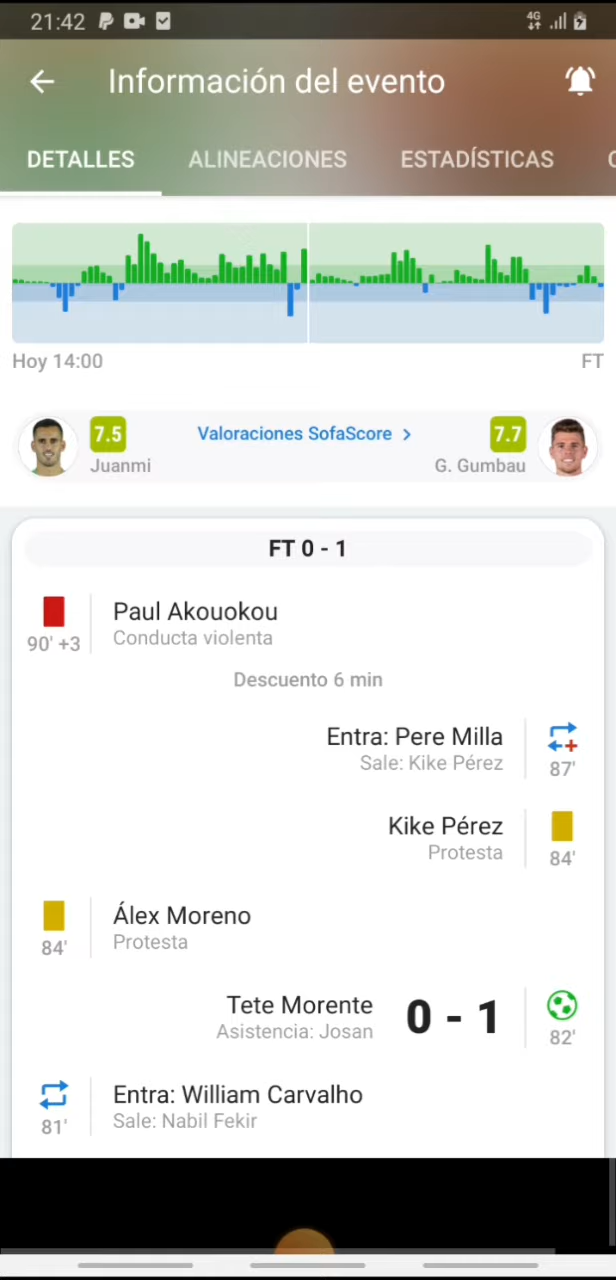 21:42
4G
Información del evento
DETALLES ALINEACIONES ESTADÍSTICAS
Hoy 14:00 FT
7.5 Valoraciones SofaScore > 7.7
Juanmi G. Gumbau
FT 0 - 1
Paul Akouokou
90' +3 Conducta violenta
Descuento 6 min
Entra: Pere Milla
Sale: Kike Pérez 87'
Kike Pérez
Protesta 84'
Álex Moreno
84' Protesta
Tete Morente 0 - 1
Asistencia: Josan 82'
Entra: William Carvalho
81' Sale: Nabil Fekir